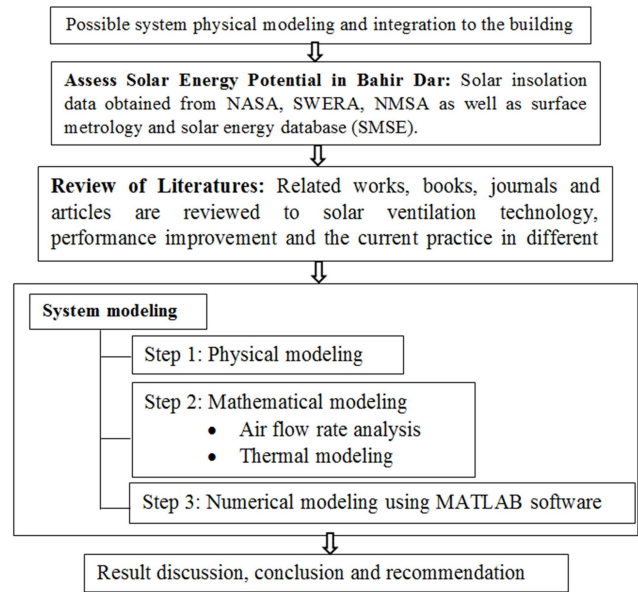 Possible system physical modeling and integration to the building
Assess Solar Energy Potential in Bahir Dar: Solar insolation
data obtained from NASA, SWERA, NMSA as well as surface
metrology and solar energy database (SMSE).
Review of Literatures: Related works, books, journals and
articles are reviewed to solar ventilation technology,
performance improvement and the current practice in different
System modeling
Step 1: Physical modeling
Step 2: Mathematical modeling
• Air flow rate analysis
• Thermal modeling
Step 3: Numerical modeling using MATLAB software
Result discussion, conclusion and recommendation